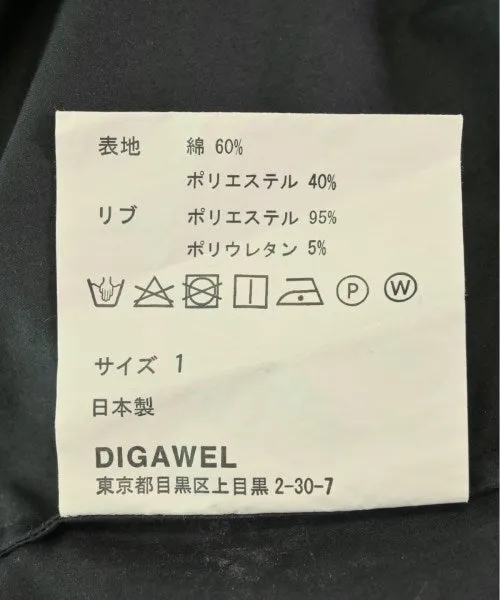 表地 綿 60%
ポリエステル 40%
リブ ポリエステル 95%
ポリウレタン 5%
P W
サイズ 1
日本製
DIGAWEL
東京都目黒区上目黒 2-30-7